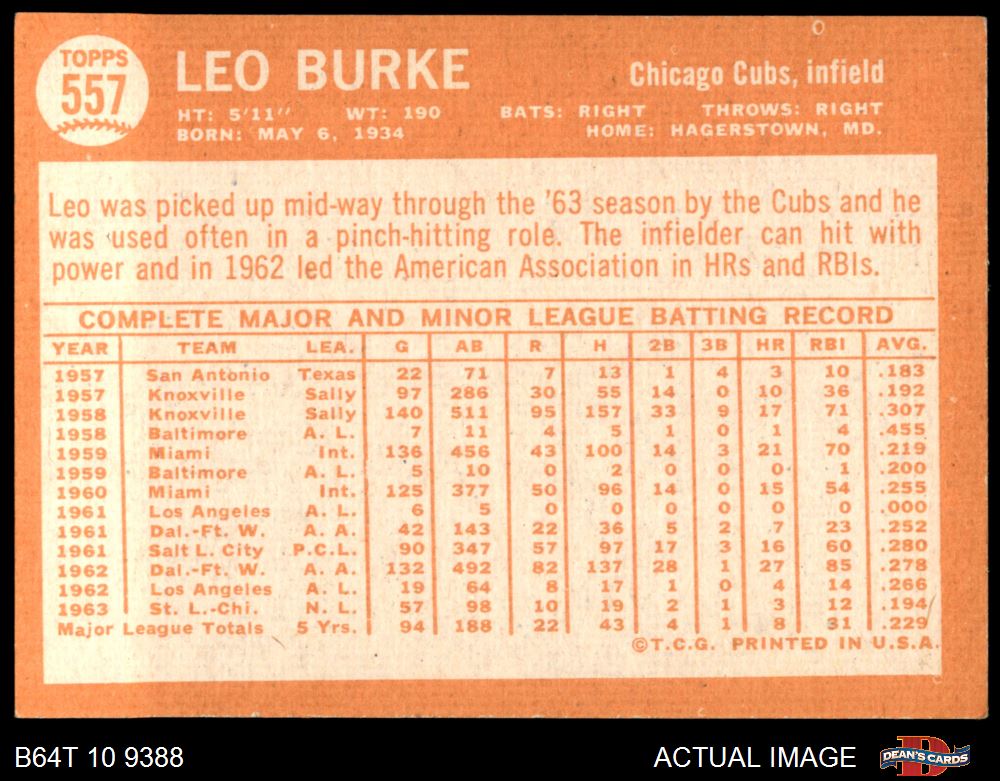 TOPPS
557
LEO BURKE
Chicago Cubs, infield
HT: 5'11" WT: 190 BATS: RIGHT THROWS: RIGHT
BORN: MAY 6, 1934 HOME: HAGERSTOWN, MD.
Leo was picked up mid-way through the '63 season by the Cubs and he
was used often in a pinch-hitting role. The infielder can hit with
power and in 1962 led the American Association in HRs and RBIs.
COMPLETE MAJOR AND MINOR LEAGUE BATTING RECORD
YEAR TEAM LEA. G AB R H 2B 3B HR RBI AVG.
1957 San Antonio Texas 22 71 7 13 1 4 3 10 .183
1957 Knoxville Sally 97 286 30 55 14 0 10 36 .192
1958 Knoxville Sally 140 511 95 157 33 9 17 71 .307
1958 Baltimore A. L. 7 11 4 5 1 0 1 4 .455
1959 Miami Int. 136 456 43 100 14 3 21 70 .219
1959 Baltimore A. L. 5 10 0 2 0 0 0 1 .200
1960 Miami Int. 125 377 50 96 14 0 15 54 .255
1961 Los Angeles A. L. 6 5 0 0 0 0 0 0 .000
1961 Dal.-Ft. W. A. A. 42 143 22 36 5 2 7 23 .252
1961 Salt L. City P.C.L. 90 347 57 97 17 3 16 60 .280
1962 Dal.-Ft. W. A. A. 132 492 82 137 28 1 27 85 .278
1962 Los Angeles A. L. 19 64 8 17 1 0 4 14 .266
1963 St. L.-Chi. N. L. 57 98 10 19 2 1 3 12 .194
Major League Totals 5 Yrs. 94 188 22 43 4 1 8 31 .229
©T.C.G. PRINTED IN U.S.A.
B64T 10 9388 ACTUAL IMAGE DEAN'S CARDS